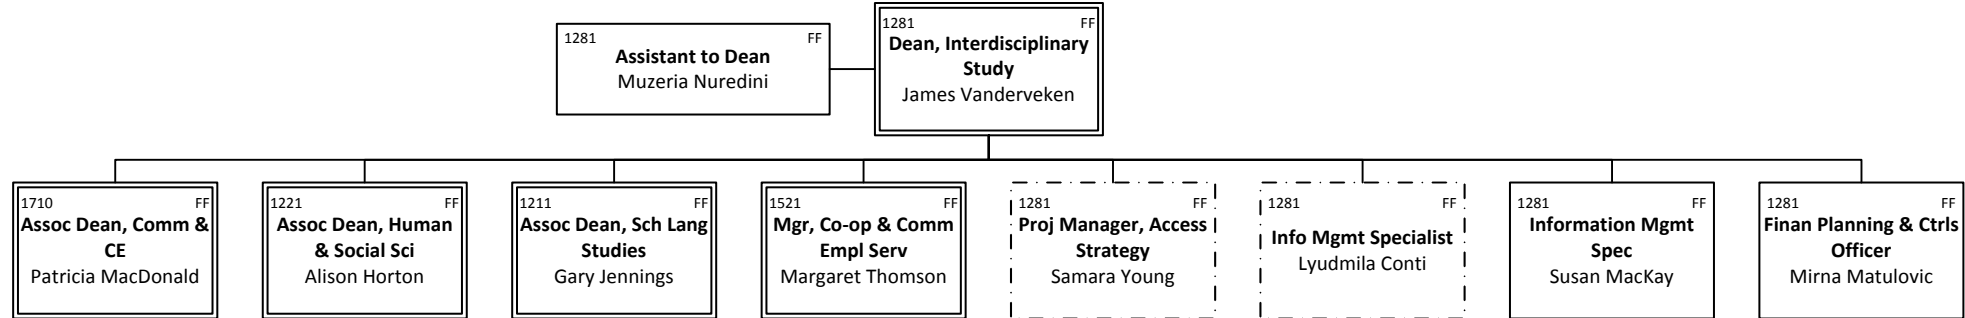 1281 FF
Assistant to Dean
Muzeria Nuredini
1281 FF
Dean, Interdisciplinary
Study
James Vanderveken
1710 FF
Assoc Dean, Comm &
CE
Patricia MacDonald
1221 FF
Assoc Dean, Human
& Social Sci
Alison Horton
1211 FF
Assoc Dean, Sch Lang
Studies
Gary Jennings
1521 FF
Mgr, Co-op & Comm
Empl Serv
Margaret Thomson
1281 FF
Proj Manager, Access
Strategy
Samara Young
1281 FF
Info Mgmt Specialist
Lyudmila Conti
1281 FF
Information Mgmt
Spec
Susan MacKay
1281 FF
Finan Planning & Ctrls
Officer
Mirna Matulovic